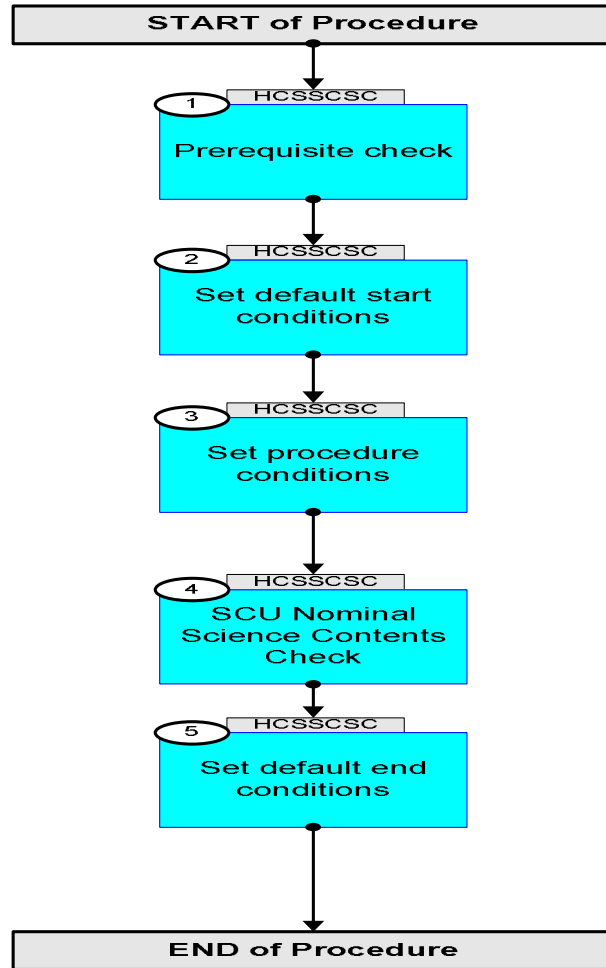 START of Procedure
HCSSCSC
1
Prerequisite check
HCSSCSC
2
Set default start
conditions
HCSSCSC
3
Set procedure
conditions
HCSSCSC
4
SCU Nominal
Science Contents
Check
HCSSCSC
5
Set default end
conditions
END of Procedure